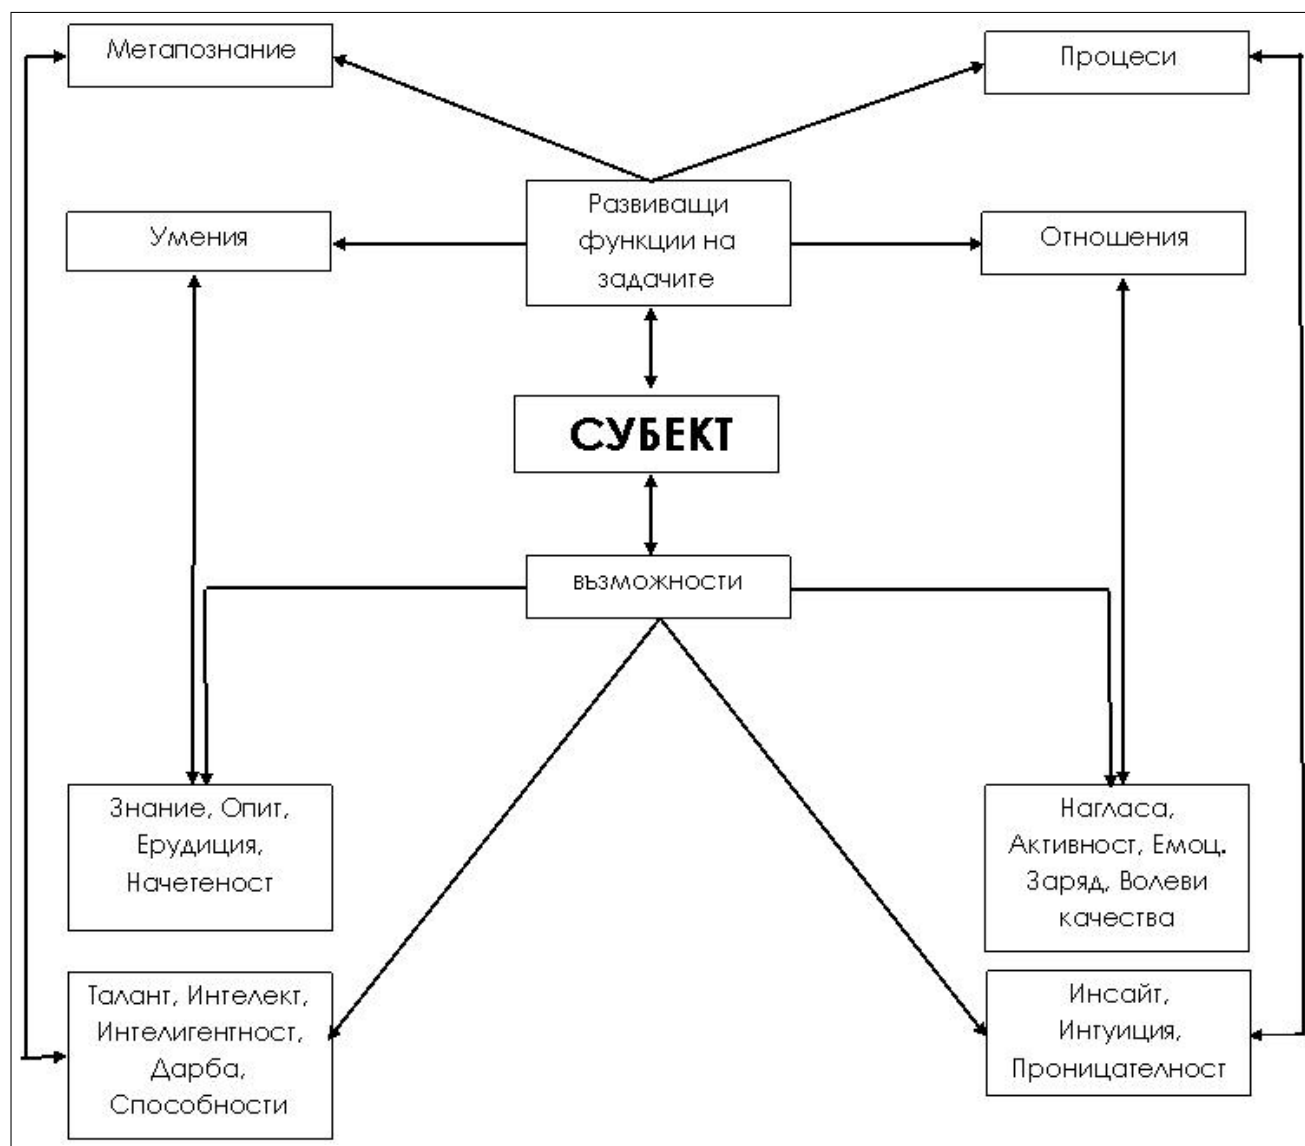 Метапознание
Процеси
Развиващи
функции на
задачите
Умения
Отношения
СУБЕКТ
възможности
Знание, Опит,
Ерудиция,
Начетеност
Нагласа,
Активност, Емоц.
Заряд, Волеви
качества
Талант, Интелект,
Интелигентност,
Дарба,
Способности
Инсайт,
Интуиция,
Проницателност